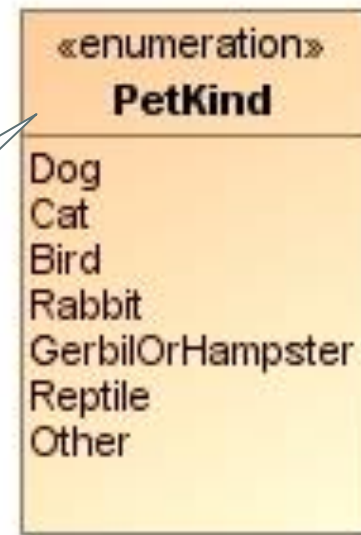 «enumeration»
PetKind
Dog
Cat
Bird
Rabbit
GerbilOrHampster
Reptile
Other